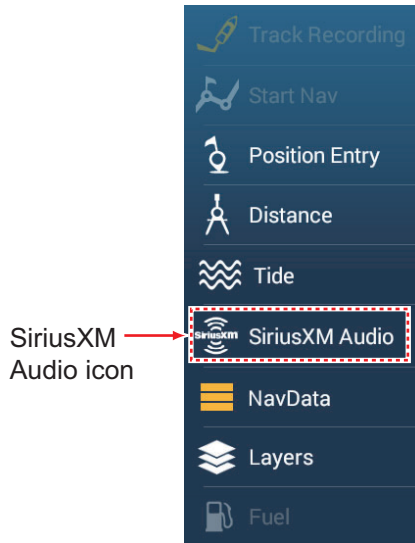 Track Recording
Start Nav
Position Entry
Distance
Tide
SiriusXM
Audio icon
SiriusXM
SiriusXM Audio
NavData
Layers
Fuel